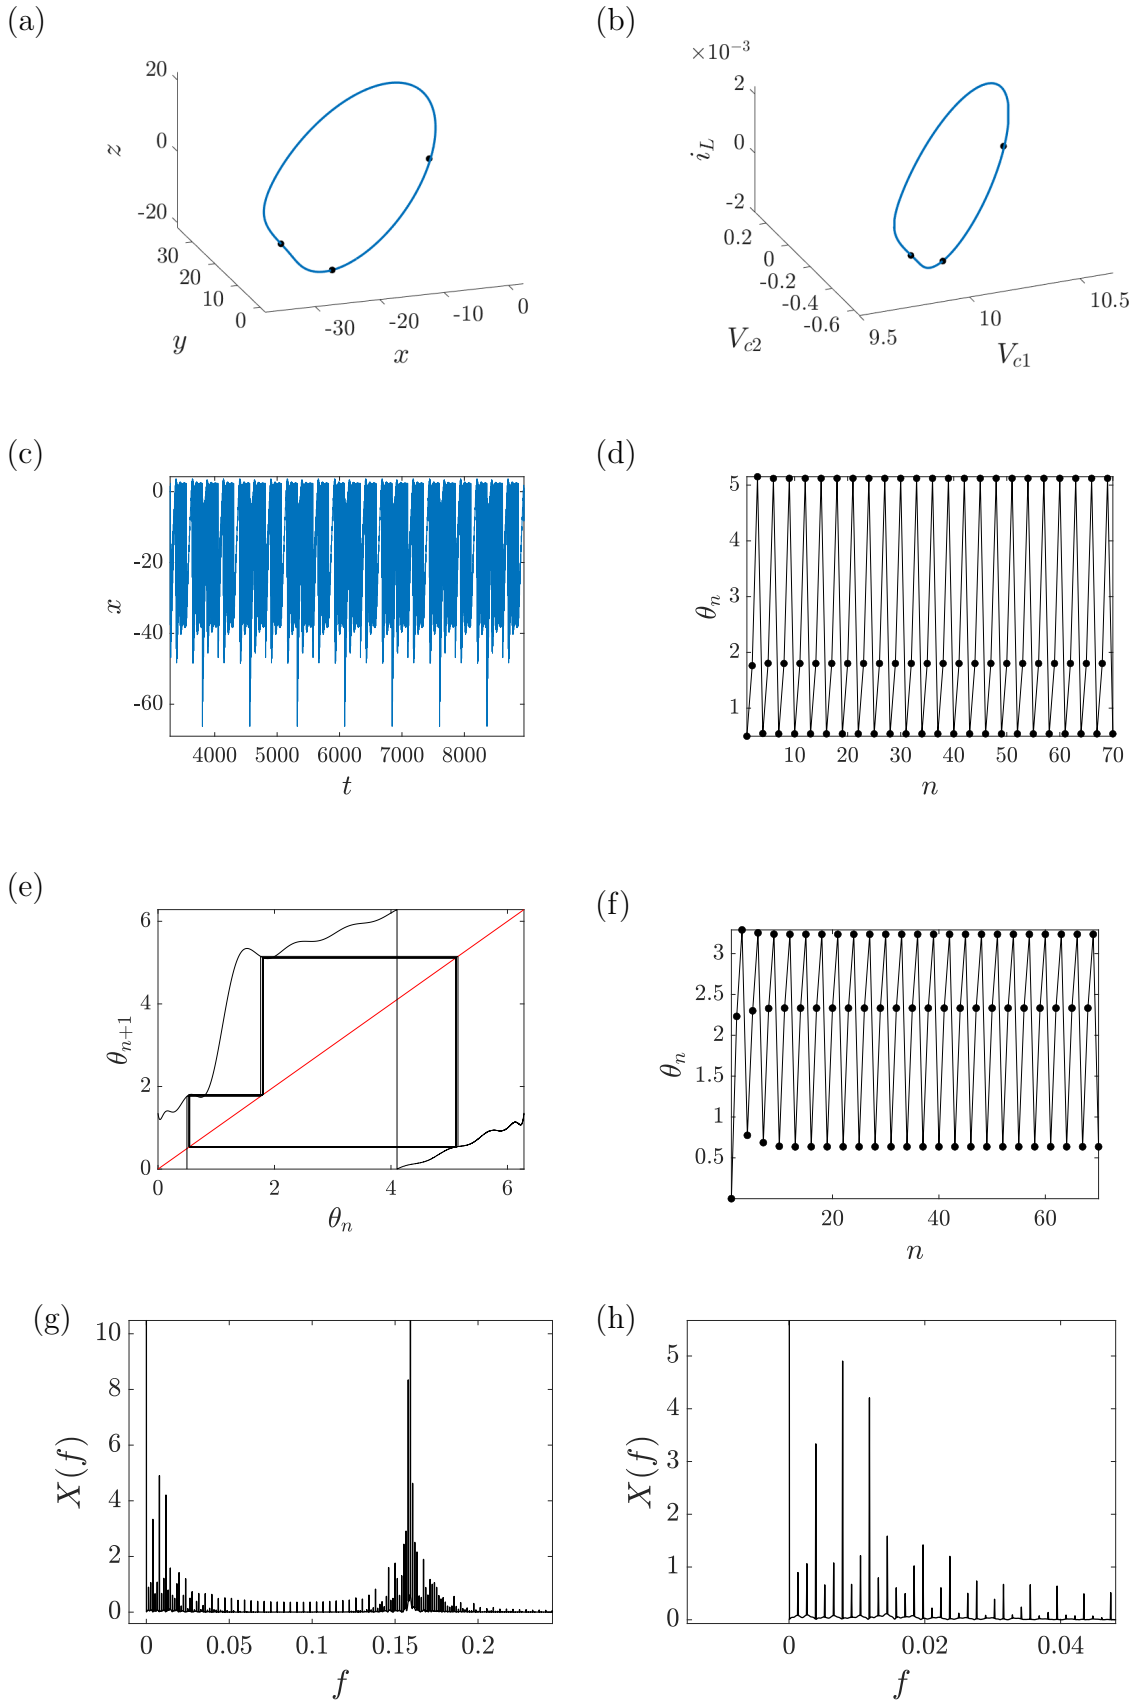 (a)
20
0
-20
z
30
20
10
0
y
-30
-20
-10
0
x
(b)
×10⁻³
2
0
-2
i_L
0.2
0
-0.2
-0.4
-0.6
V_{c2}
9.5
10
10.5
V_{c1}
(c)
0
-20
-40
-60
x
4000 5000 6000 7000 8000
t
(d)
5
4
3
2
1
θ_n
10 20 30 40 50 60 70
n
(e)
6
4
2
0
θ_{n+1}
0 2 4 6
θ_n
(f)
3
2.5
2
1.5
1
0.5
θ_n
20 40 60
n
(g)
10
8
6
4
2
0
X(f)
0 0.05 0.1 0.15 0.2
f
(h)
5
4
3
2
1
0
X(f)
0 0.02 0.04
f